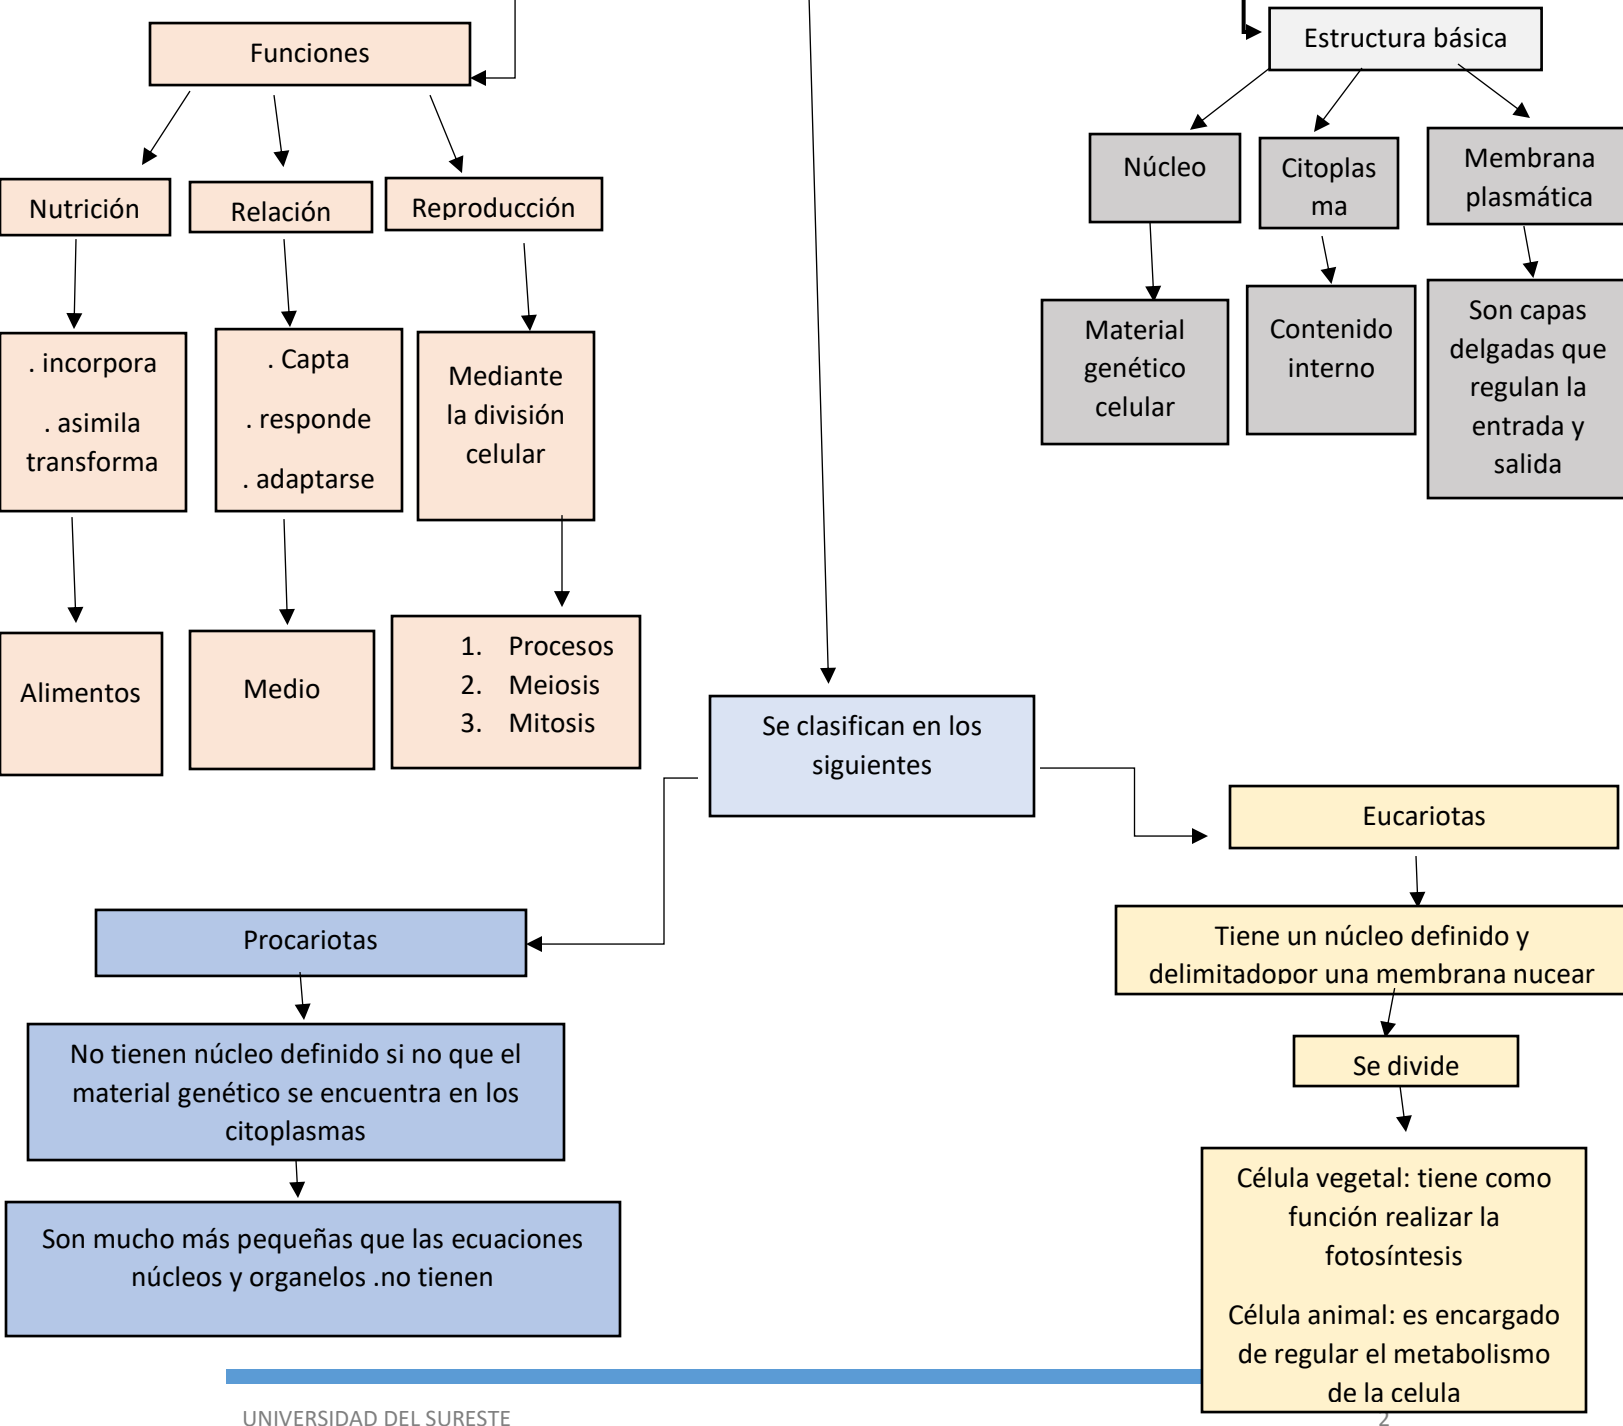 Funciones
Estructura básica
Núcleo
Citoplas
ma
Membrana
plasmática
Nutrición
Relación
Reproducción
. incorpora
. asimila
transforma
. Capta
. responde
. adaptarse
Mediante
la división
celular
Material
genético
celular
Contenido
interno
Son capas
delgadas que
regulan la
entrada y
salida
Alimentos
Medio
1. Procesos
2. Meiosis
3. Mitosis
Se clasifican en los
siguientes
Eucariotas
Procariotas
Tiene un núcleo definido y
delimitadopor una membrana nucear
Se divide
No tienen núcleo definido si no que el
material genético se encuentra en los
citoplasmas
Son mucho más pequeñas que las ecuaciones
núcleos y organelos .no tienen
Célula vegetal: tiene como
función realizar la
fotosíntesis
Célula animal: es encargado
de regular el metabolismo
de la celula
UNIVERSIDAD DEL SURESTE
2